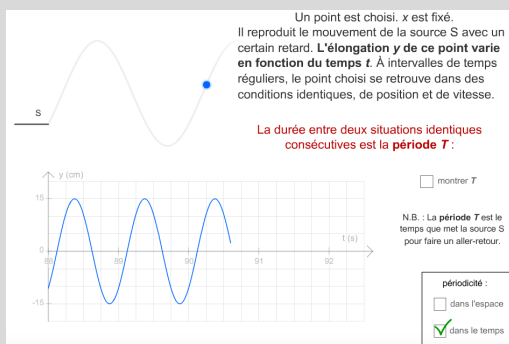 Un point est choisi. x est fixé.
Il reproduit le mouvement de la source S avec un
certain retard. L'élongation y de ce point varie
en fonction du temps t. À intervalles de temps
réguliers, le point choisi se retrouve dans des
conditions identiques, de position et de vitesse.
S
La durée entre deux situations identiques
consécutives est la période T :
montrer T
y (cm)
15
0
-15
88
89
90
91
92
t (s)
N.B. : La période T est le
temps que met la source S
pour faire un aller-retour.
périodicité :
dans l'espace
dans le temps